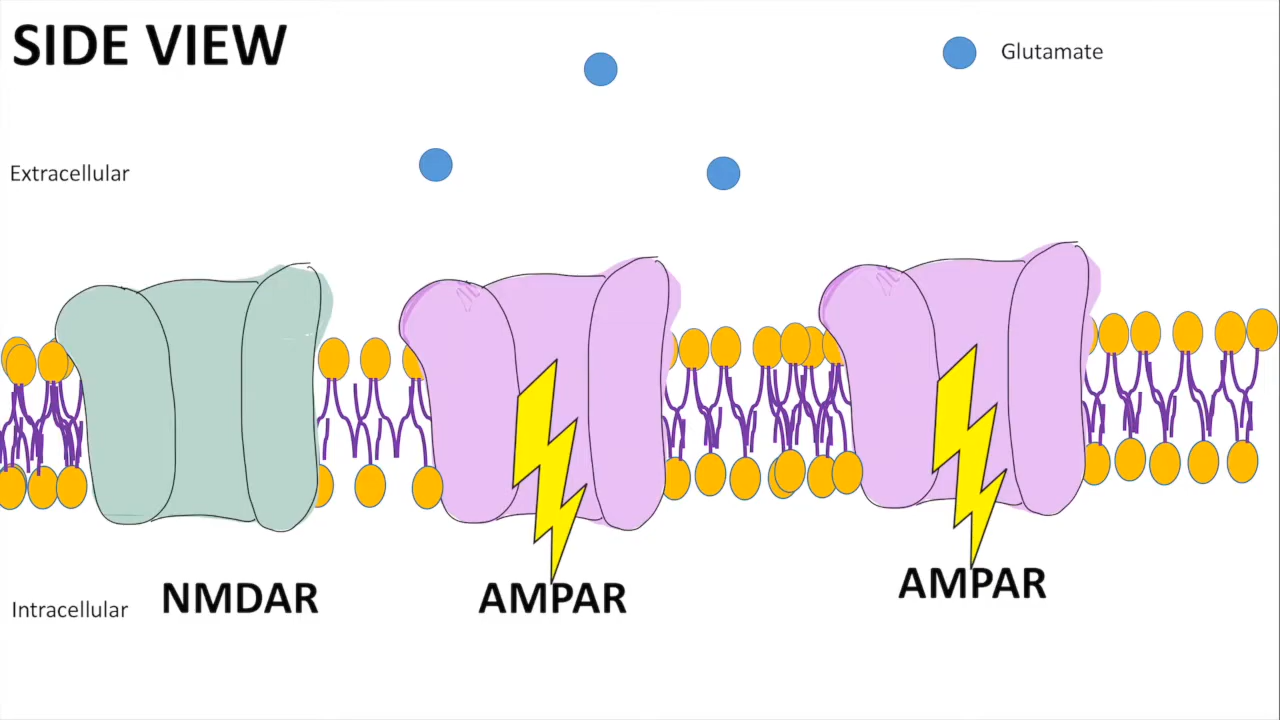 SIDE VIEW
Glutamate
Extracellular
NMDAR
AMPAR
AMPAR
Intracellular